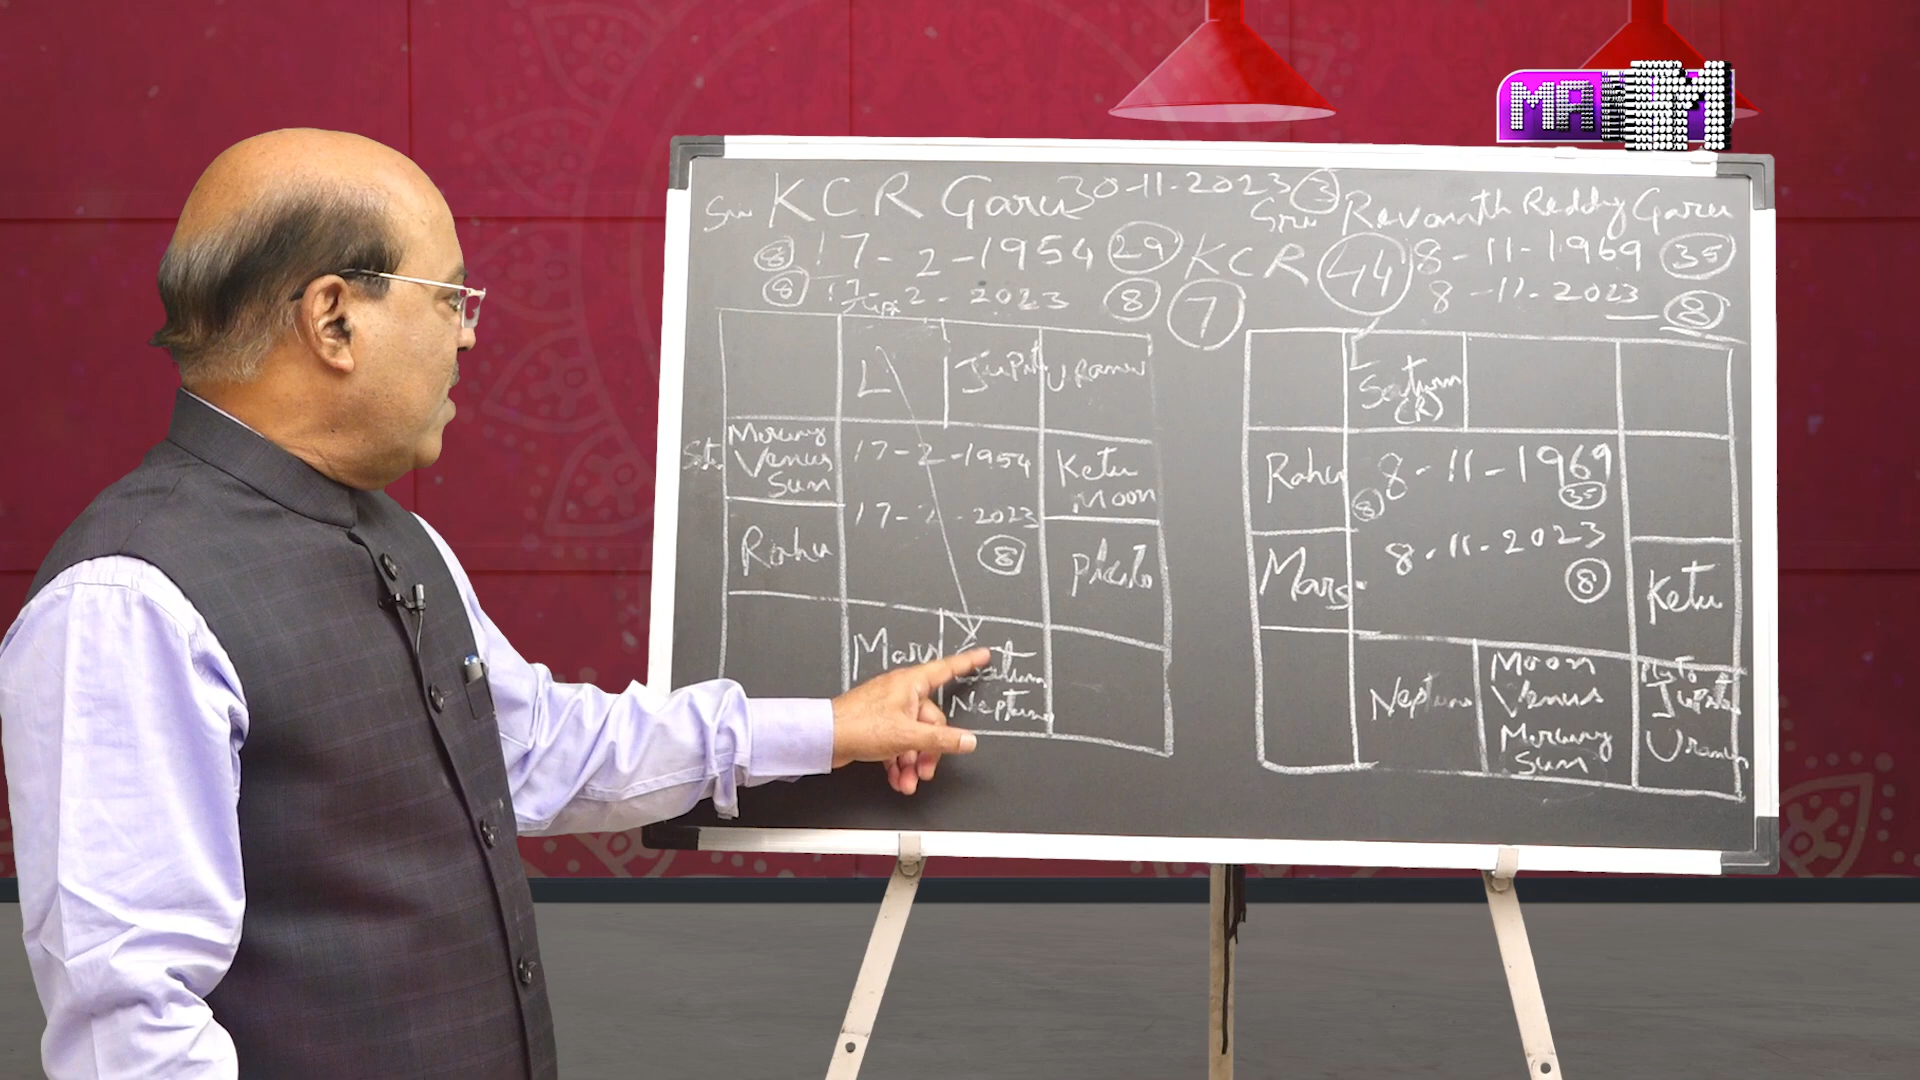 Sri KCR Garu 30-11-2023 3 Sri Revanth Reddy Garu
8 17-2-1954 29 KCR 44 8-11-1969 35
8 17-2-2023 8 7 8-11-2023 8
L Jupit Uranus
Mercury Venus Sun
17-2-1954
Ketu Moon
17-2-2023
8
Rahu
Pluto
Mars
Saturn
Neptune
Saturn (R)
Rahu
8-11-1969
8 35
8-11-2023
8
Mars
Ketu
Neptune
Moon
Venus
Mercury
Sun
Pluto
Jupiter
Uranus